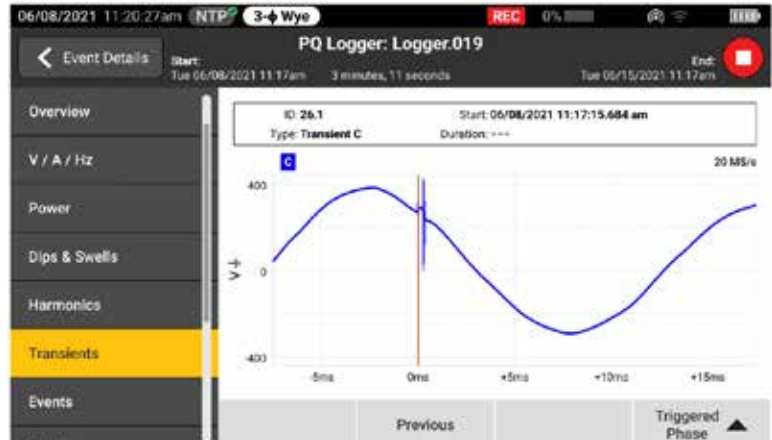 06/08/2021 11:20:27am NTP 3-ϕ Wye REC 0%
Event Details
PQ Logger: Logger.019
Start: End:
Tue 06/08/2021 11:17am 3 minutes, 11 seconds Tue 06/15/2021 11:17am
Overview
V / A / Hz
Power
Dips & Swells
Harmonics
Transients
Events
ID: 26.1 Start: 06/08/2021 11:17:15.684 am
Type: Transient C Duration: ---
C 20 MS/s
400
V ⏚
0
-400
-5ms 0ms +5ms +10ms +15ms
Previous
Triggered
Phase